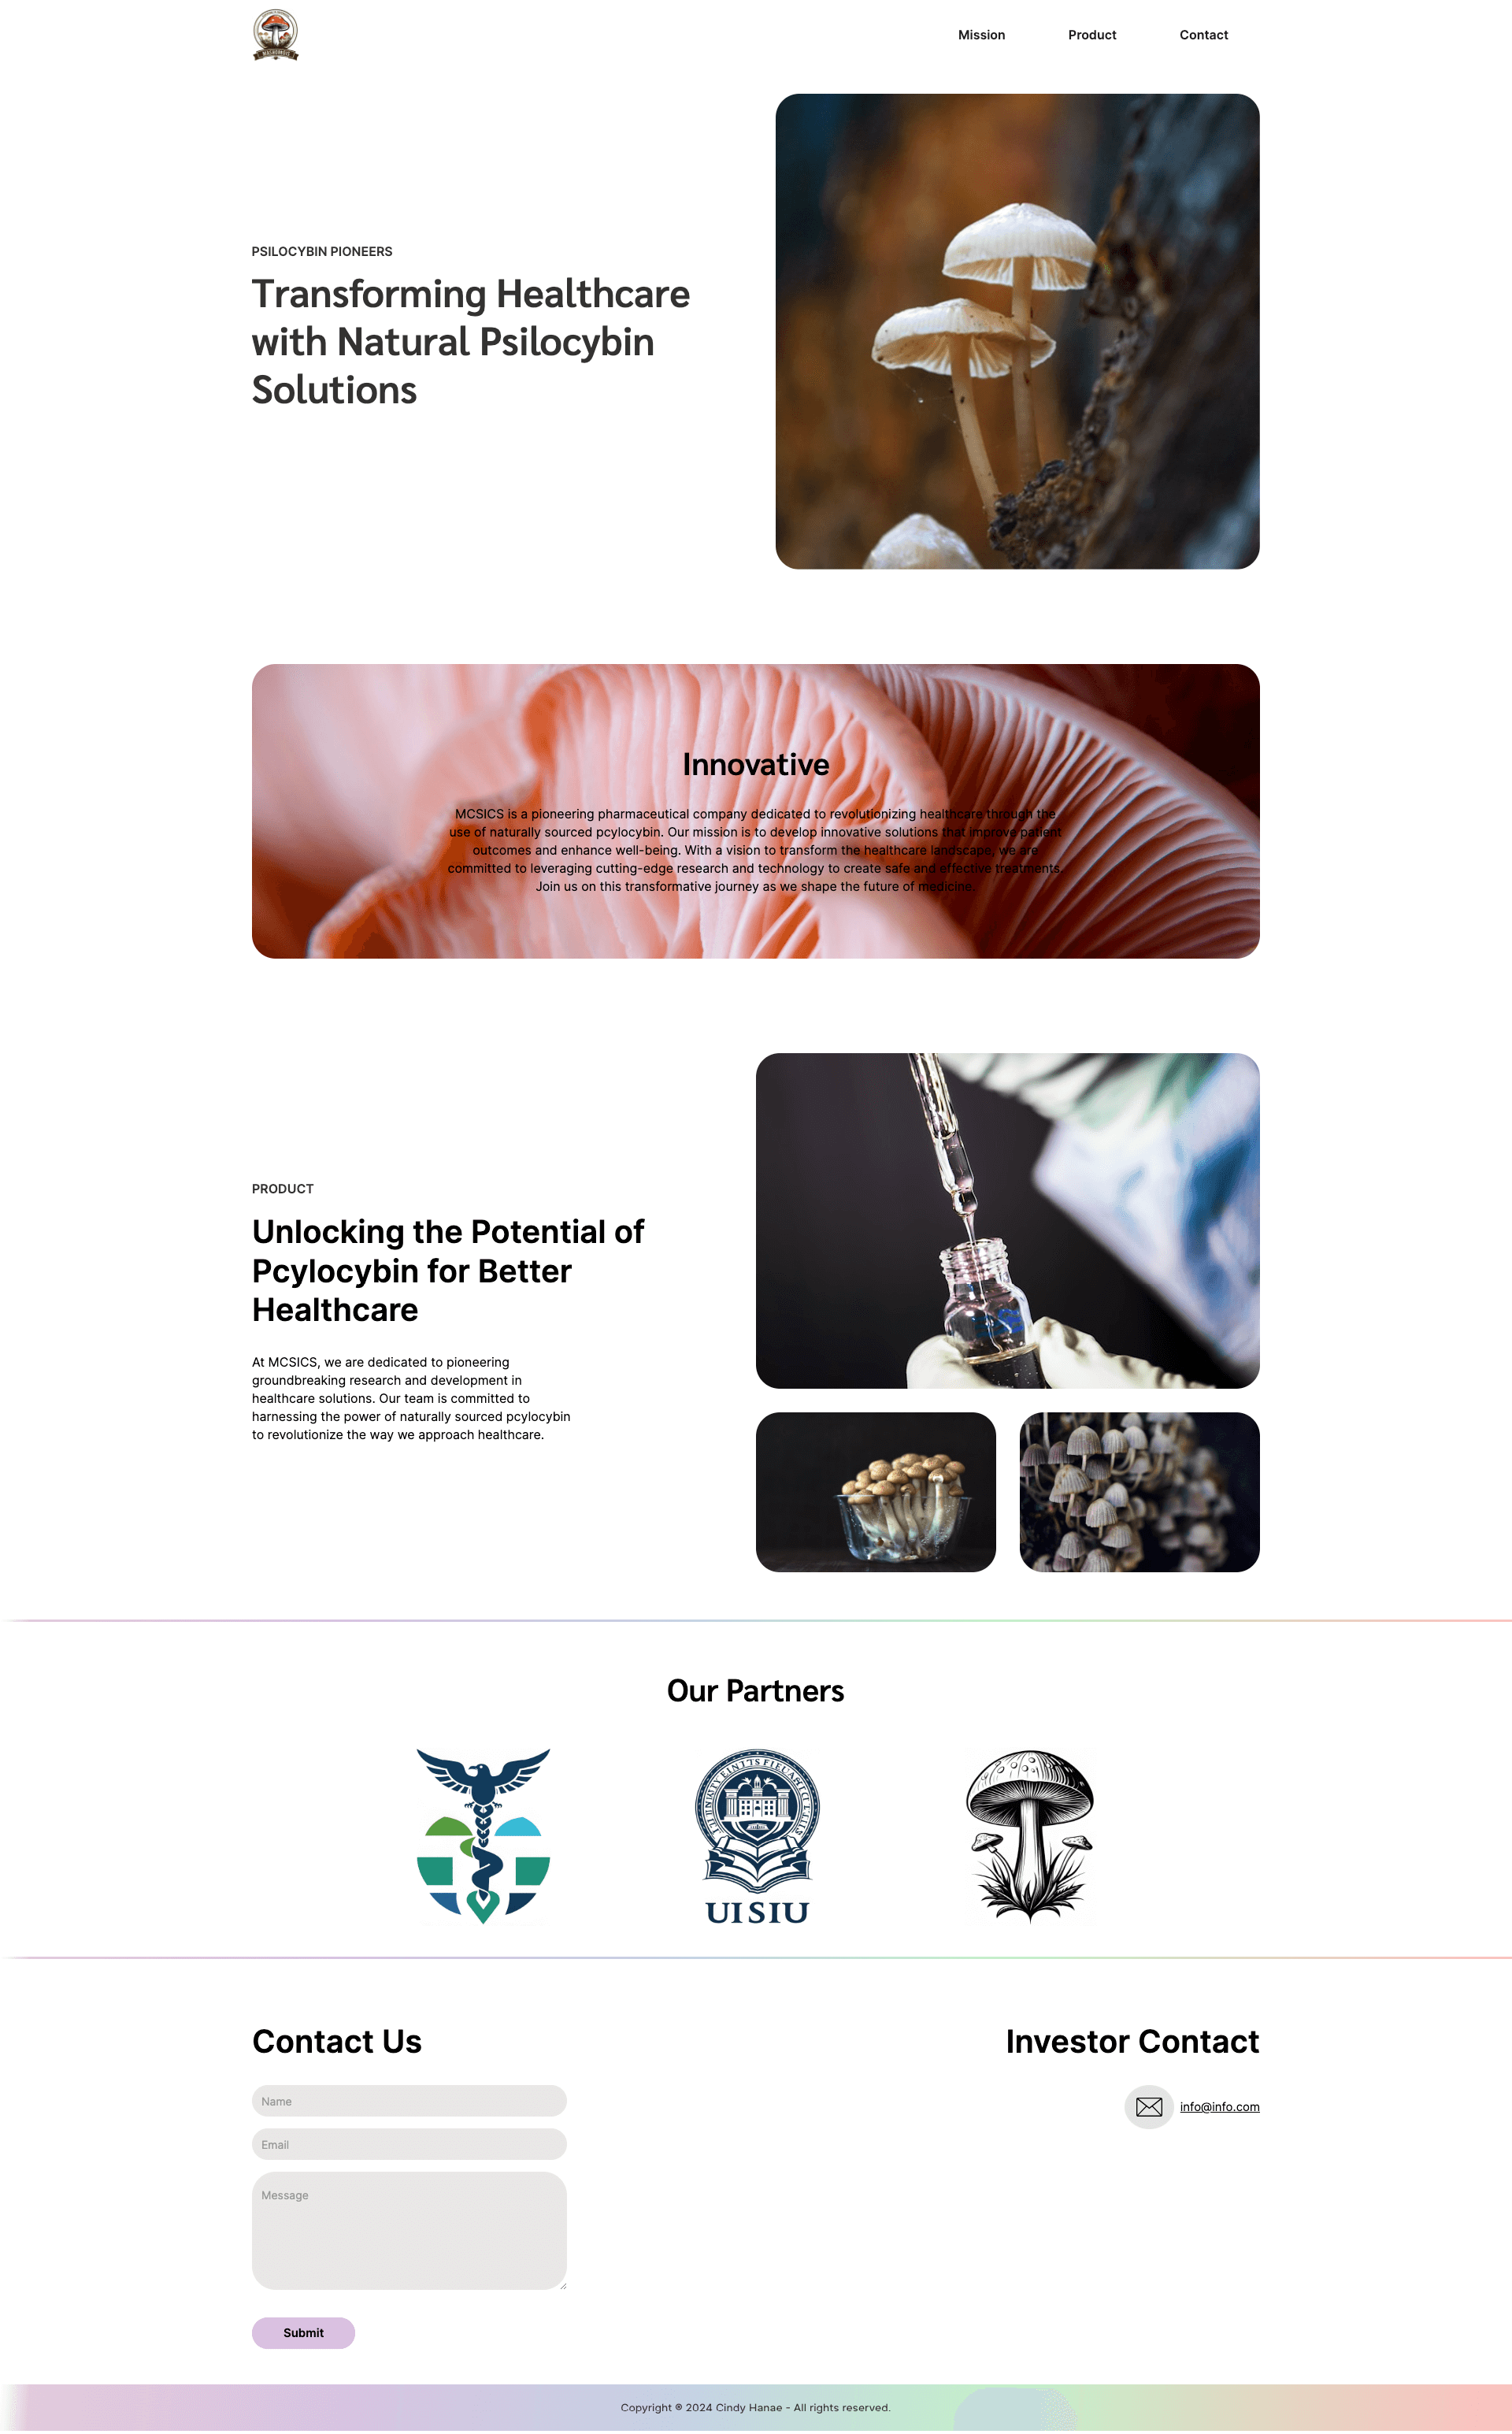 Mission Product Contact
PSILOCYBIN PIONEERS
Transforming Healthcare
with Natural Psilocybin
Solutions
Innovative
MCSICS is a pioneering pharmaceutical company dedicated to revolutionizing healthcare through the
use of naturally sourced pcylocybin. Our mission is to develop innovative solutions that improve patient
outcomes and enhance well-being. With a vision to transform the healthcare landscape, we are
committed to leveraging cutting-edge research and technology to create safe and effective treatments.
Join us on this transformative journey as we shape the future of medicine.
PRODUCT
Unlocking the Potential of
Pcylocybin for Better
Healthcare
At MCSICS, we are dedicated to pioneering
groundbreaking research and development in
healthcare solutions. Our team is committed to
harnessing the power of naturally sourced pcylocybin
to revolutionize the way we approach healthcare.
Our Partners
UISIU
Contact Us
Name
Email
Message
Submit
Investor Contact
info@info.com
Copyright ® 2024 Cindy Hanae - All rights reserved.